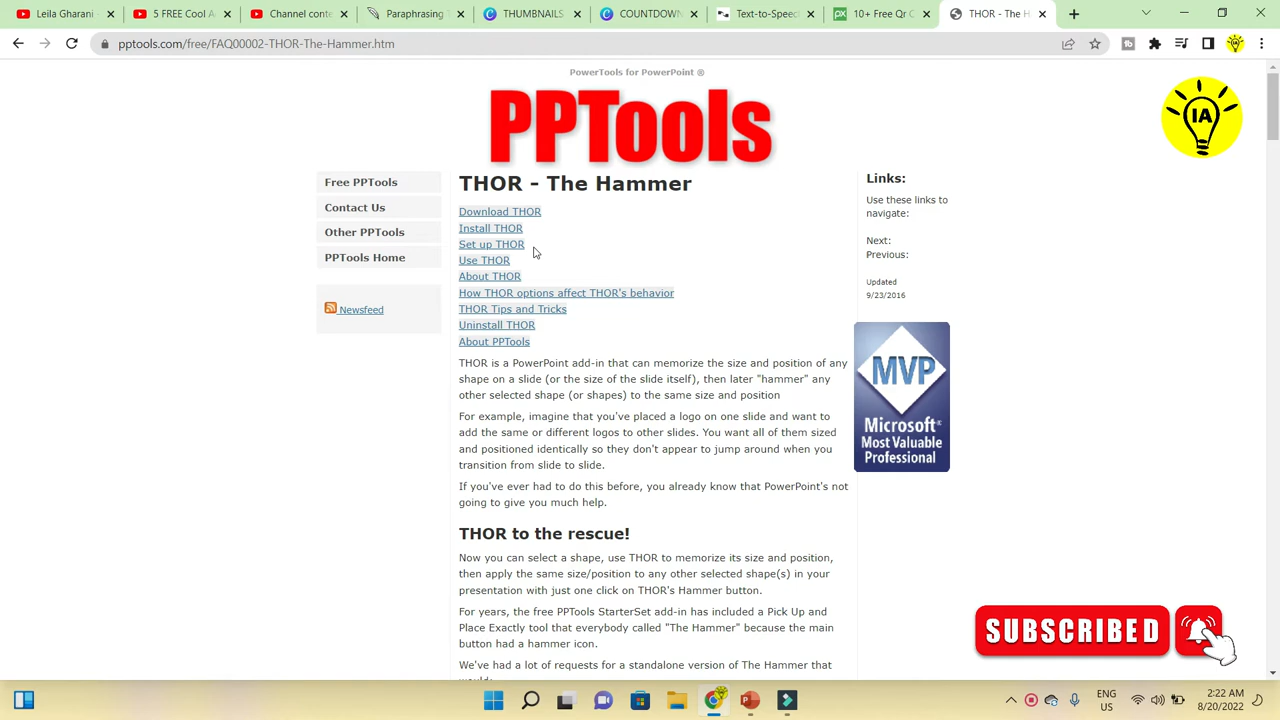 Leila Gharani
5 FREE Cool A
Channel conte
Paraphrasing
THUMBNAILS
COUNTDOWN
Text-to-Speec
10+ Free Qr C
THOR - The H
pptools.com/free/FAQ00002-THOR-The-Hammer.htm
PowerTools for PowerPoint ®
PPTools
IA
Free PPTools
Contact Us
Other PPTools
PPTools Home
Newsfeed
THOR - The Hammer
Download THOR
Install THOR
Set up THOR
Use THOR
About THOR
How THOR options affect THOR's behavior
THOR Tips and Tricks
Uninstall THOR
About PPTools
THOR is a PowerPoint add-in that can memorize the size and position of any
shape on a slide (or the size of the slide itself), then later "hammer" any
other selected shape (or shapes) to the same size and position
For example, imagine that you've placed a logo on one slide and want to
add the same or different logos to other slides. You want all of them sized
and positioned identically so they don't appear to jump around when you
transition from slide to slide.
If you've ever had to do this before, you already know that PowerPoint's not
going to give you much help.
THOR to the rescue!
Now you can select a shape, use THOR to memorize its size and position,
then apply the same size/position to any other selected shape(s) in your
presentation with just one click on THOR's Hammer button.
For years, the free PPTools StarterSet add-in has included a Pick Up and
Place Exactly tool that everybody called "The Hammer" because the main
button had a hammer icon.
We've had a lot of requests for a standalone version of The Hammer that
Links:
Use these links to
navigate:
Next:
Previous:
Updated
9/23/2016
MVP
Microsoft®
Most Valuable
Professional
SUBSCRIBED
ENG
US
2:22 AM
8/20/2022